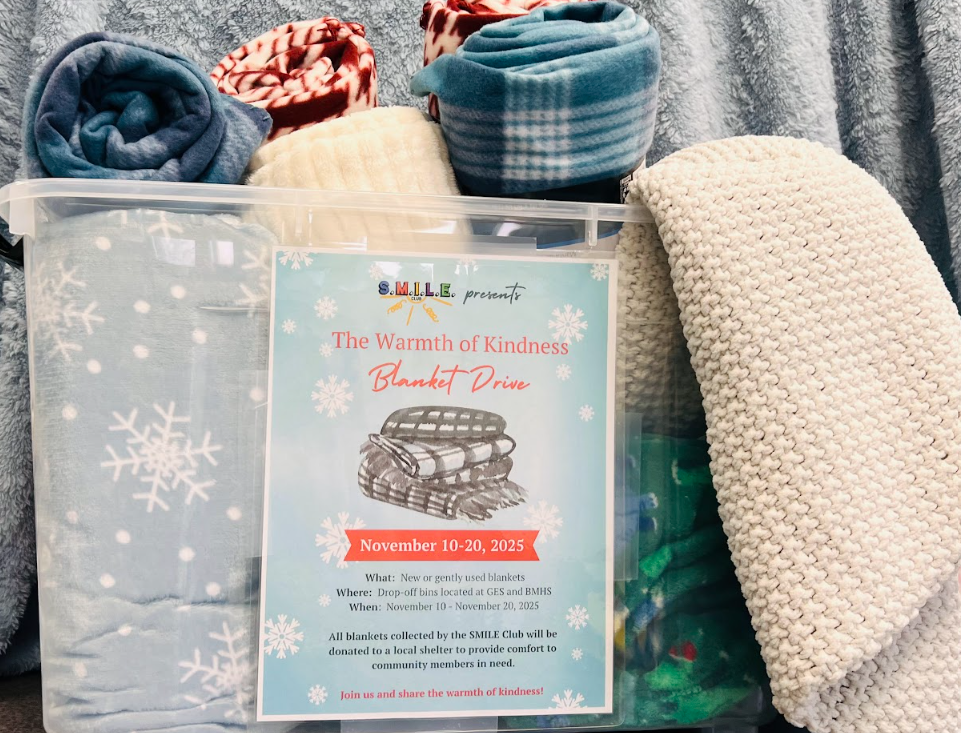 S.M.I.L.E. presents
CLUB
The Warmth of Kindness
Blanket Drive
November 10-20, 2025
What: New or gently used blankets
Where: Drop-off bins located at GES and BMHS
When: November 10 - November 20, 2025
All blankets collected by the SMILE Club will be
donated to a local shelter to provide comfort to
community members in need.
Join us and share the warmth of kindness!